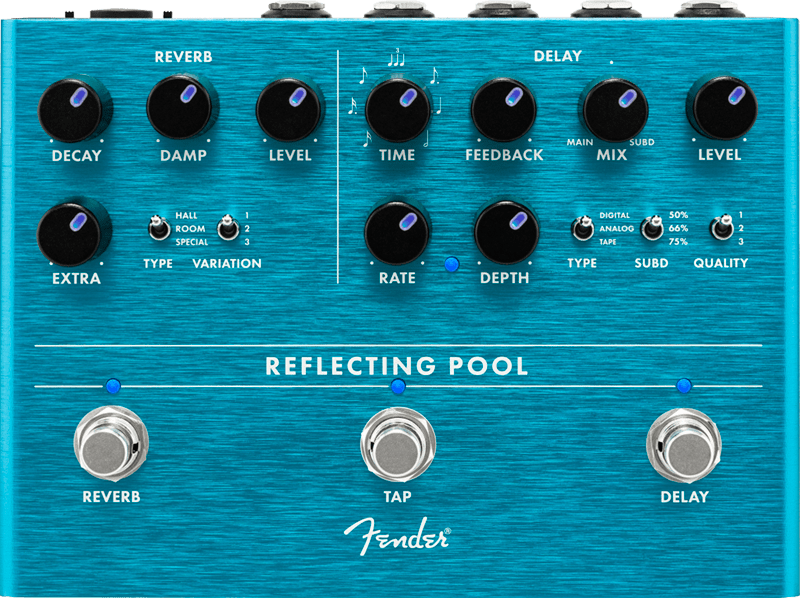 REVERB
DELAY
3
DECAY
DAMP
LEVEL
TIME
FEEDBACK
MAIN
SUBD
MIX
LEVEL
EXTRA
HALL
ROOM
SPECIAL
TYPE
1
2
3
VARIATION
RATE
DEPTH
DIGITAL
ANALOG
TAPE
TYPE
50%
66%
75%
SUBD
1
2
3
QUALITY
REFLECTING POOL
REVERB
TAP
DELAY
Fender®